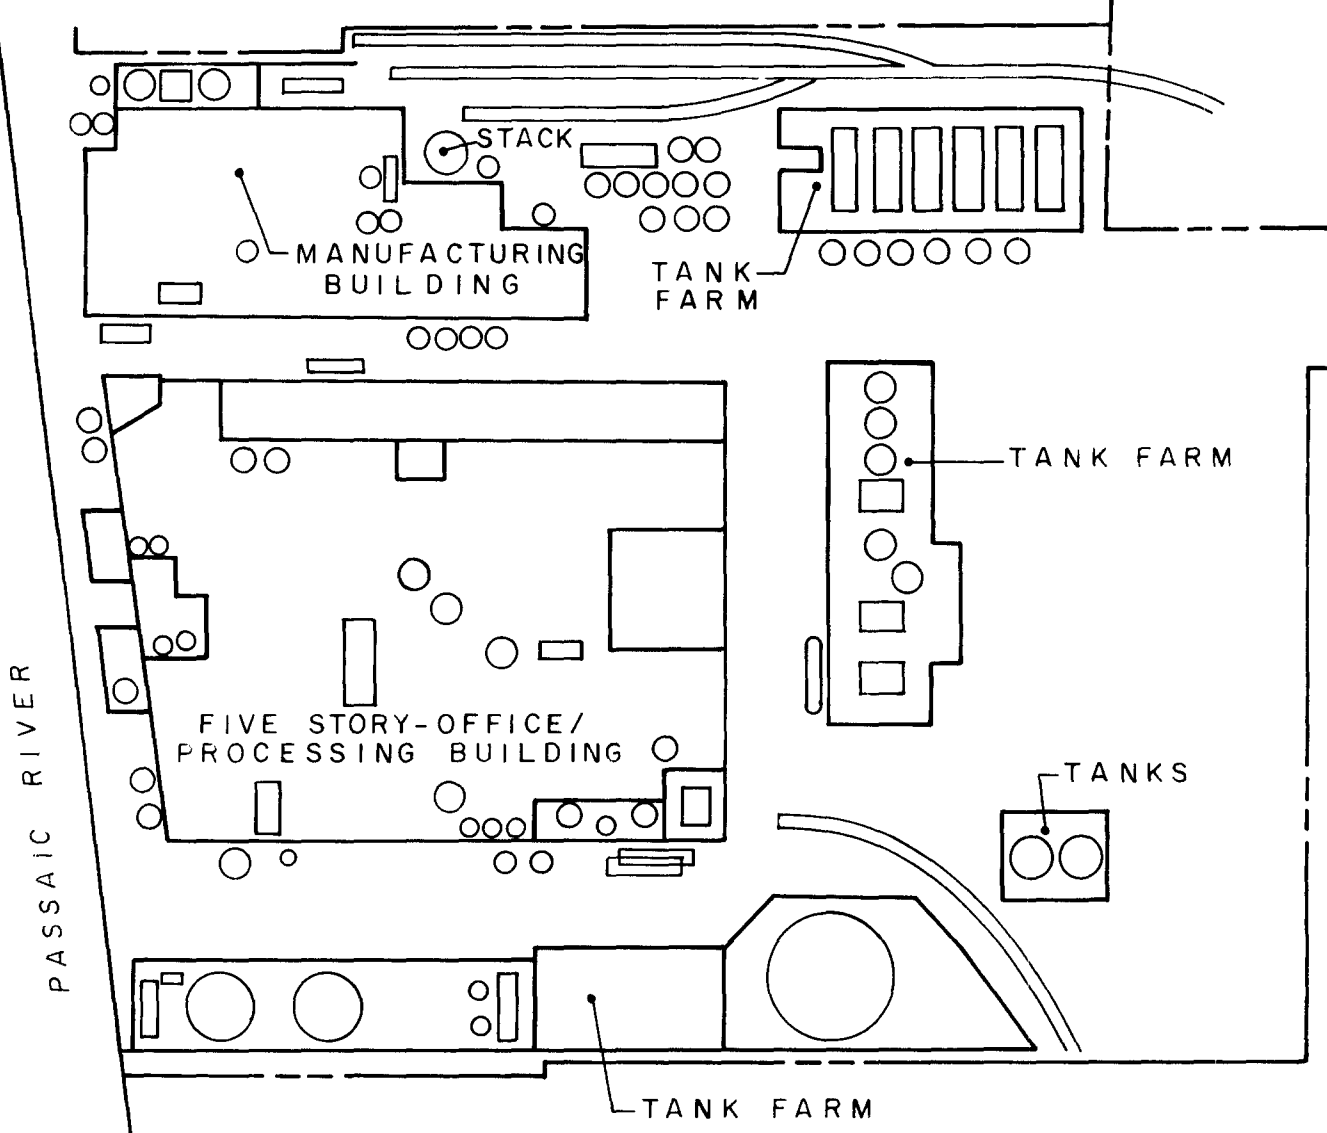 STACK
MANUFACTURING
BUILDING
TANK
FARM
TANK FARM
FIVE STORY-OFFICE/
PROCESSING BUILDING
PASSAiC RIVER
TANKS
TANK FARM